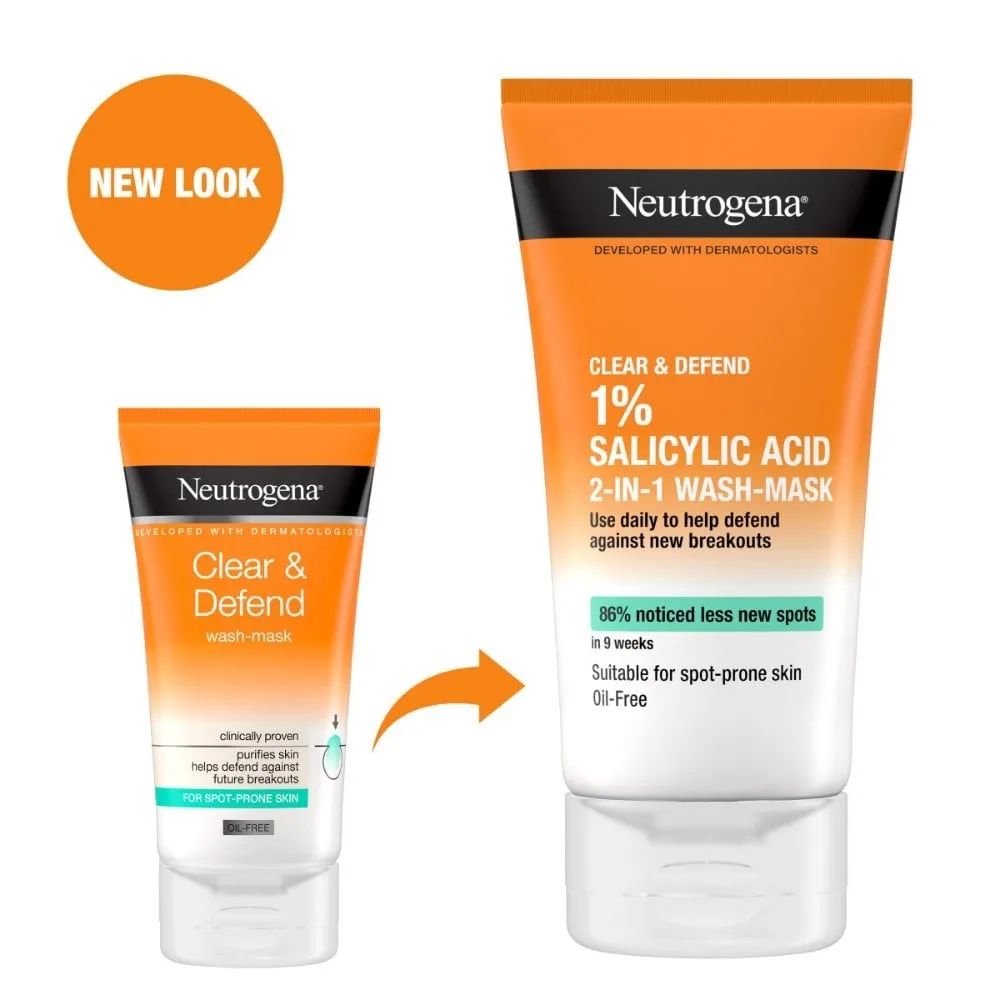 NEW LOOK
Neutrogena®
DEVELOPED WITH DERMATOLOGISTS
Clear &
Defend
wash-mask
clinically proven
purifies skin
helps defend against
future breakouts
FOR SPOT-PRONE SKIN
OIL-FREE
Neutrogena®
DEVELOPED WITH DERMATOLOGISTS
CLEAR & DEFEND
1%
SALICYLIC ACID
2-IN-1 WASH-MASK
Use daily to help defend
against new breakouts
86% noticed less new spots
in 9 weeks
Suitable for spot-prone skin
Oil-Free